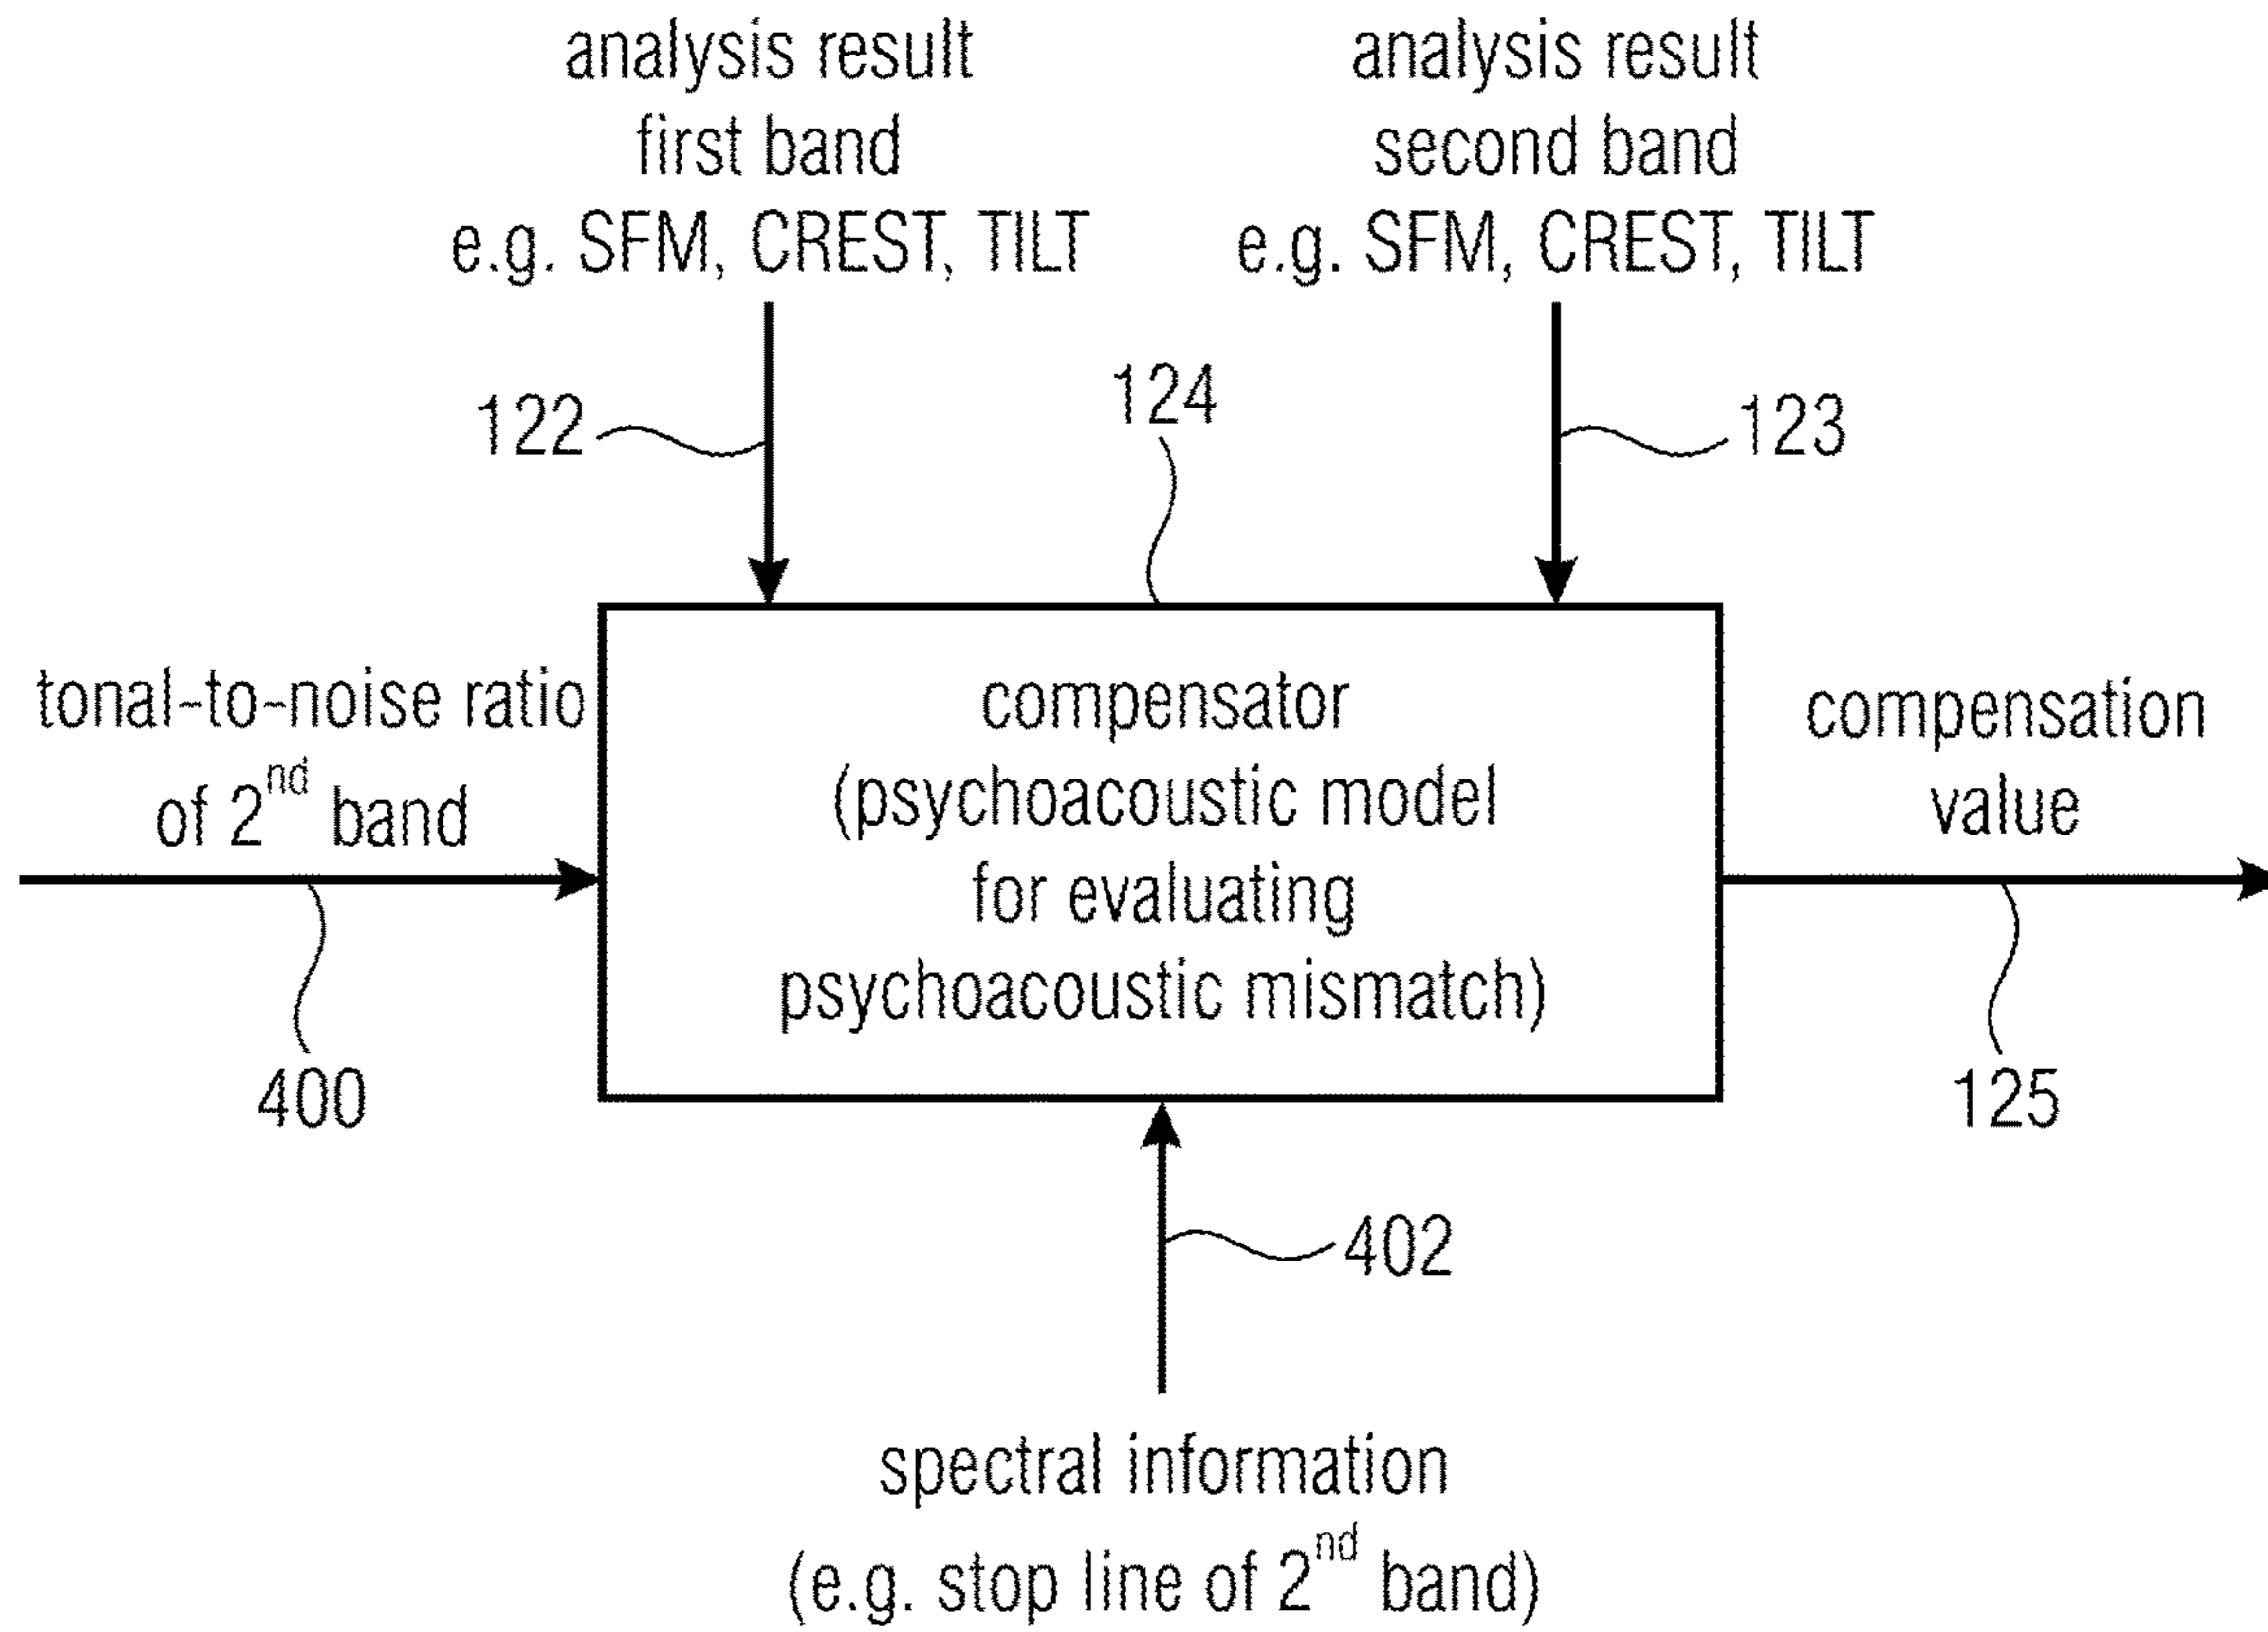 analysis result
first band
e.g. SFM, CREST, TILT
analysis result
second band
e.g. SFM, CREST, TILT
122
124
123
tonal-to-noise ratio
of 2nd band
compensator
(psychoacoustic model
for evaluating
psychoacoustic mismatch)
compensation
value
400
125
402
spectral information
(e.g. stop line of 2nd band)